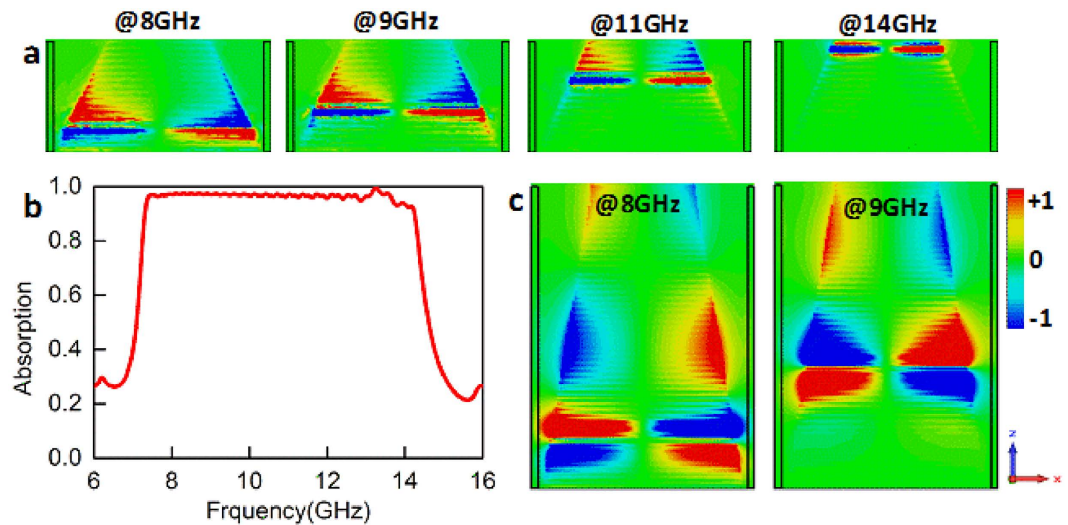 @8GHz
@9GHz
@11GHz
@14GHz
a
b
1.0
0.8
0.6
0.4
0.2
0.0
Absorption
6
8
10
12
14
16
Frquency(GHz)
c
@8GHz
@9GHz
+1
0
-1
z
x